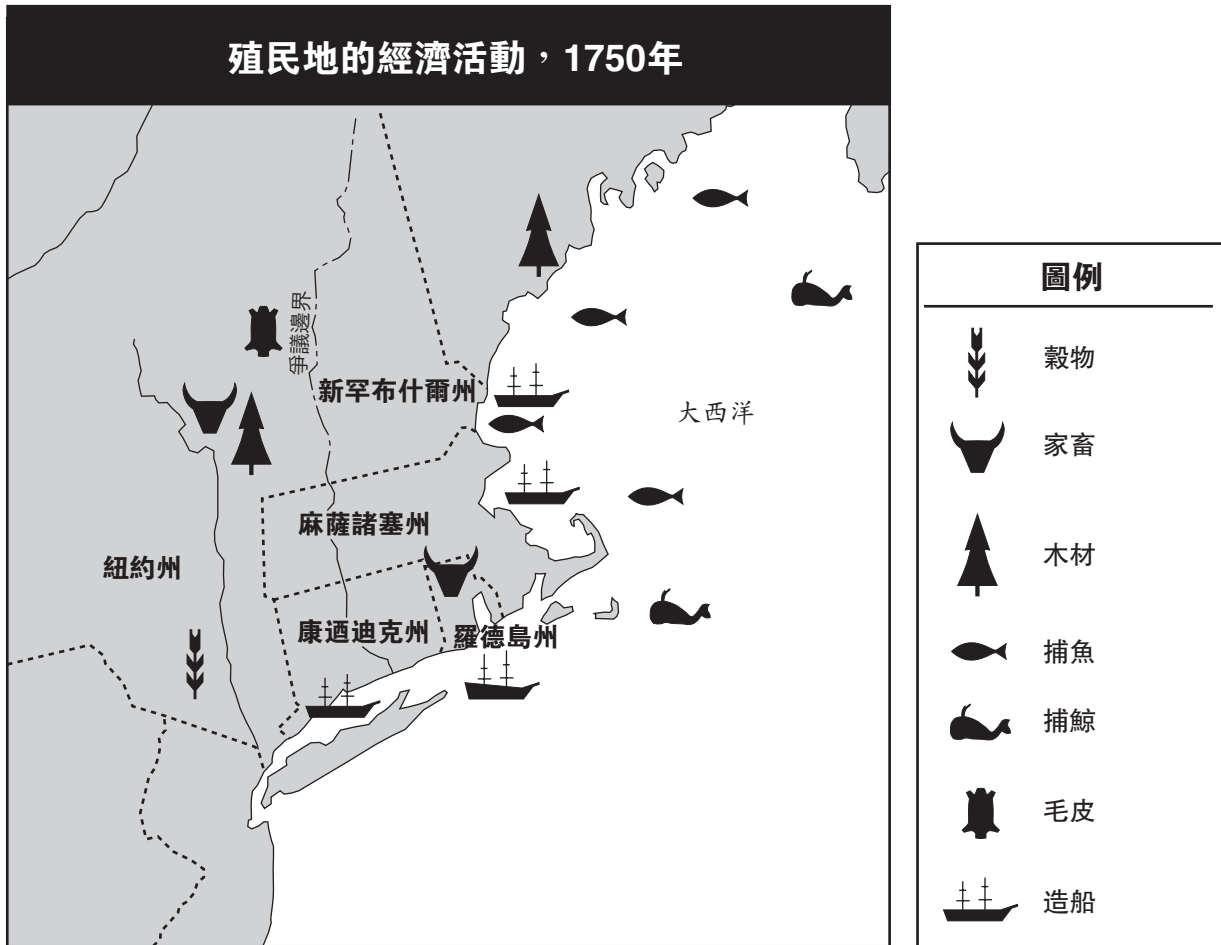 殖民地的經濟活動，1750年
爭議邊界
新罕布什爾州
大西洋
麻薩諸塞州
紐約州
康迺迪克州
羅德島州
圖例
穀物
家畜
木材
捕魚
捕鯨
毛皮
造船